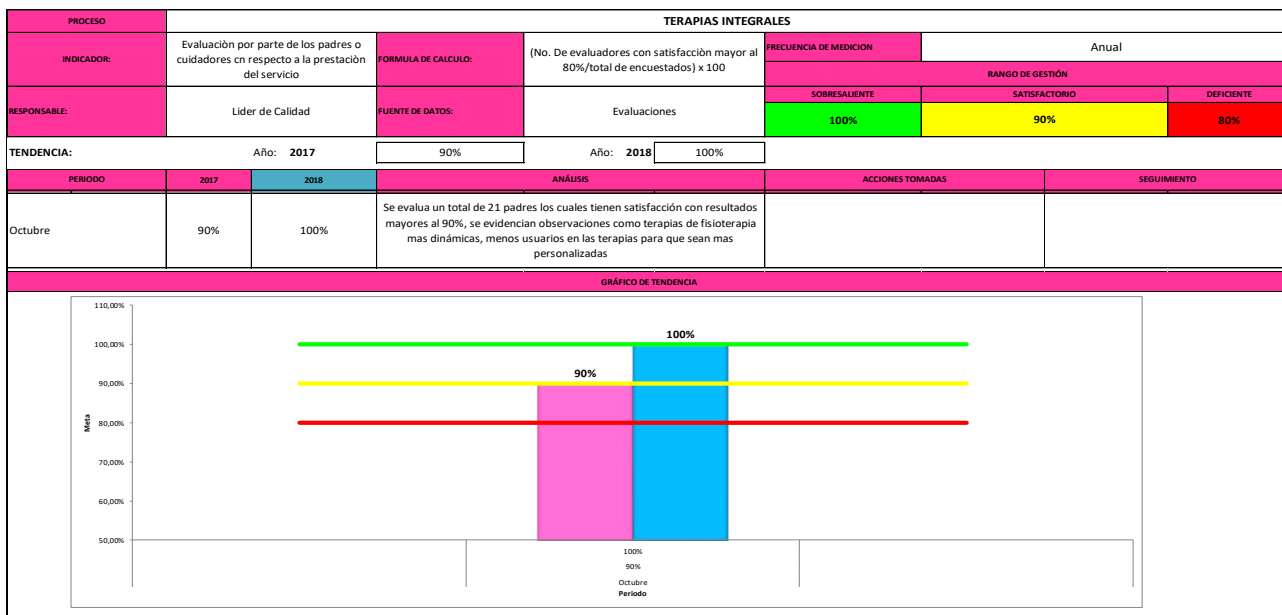 PROCESO
TERAPIAS INTEGRALES
INDICADOR:
Evaluaciòn por parte de los padres o
cuidadores cn respecto a la prestaciòn
del servicio
FORMULA DE CALCULO:
(No. De evaluadores con satisfacciòn mayor al
80%/total de encuestados) x 100
FRECUENCIA DE MEDICION
Anual
RANGO DE GESTIÓN
RESPONSABLE:
Lider de Calidad
FUENTE DE DATOS:
Evaluaciones
SOBRESALIENTE
SATISFACTORIO
DEFICIENTE
100%
90%
80%
TENDENCIA:
Año: 2017
90%
Año: 2018
100%
PERIODO
2017
2018
ANÁLISIS
ACCIONES TOMADAS
SEGUIMIENTO
Octubre
90%
100%
Se evalua un total de 21 padres los cuales tienen satisfacción con resultados
mayores al 90%, se evidencian observaciones como terapias de fisioterapia
mas dinámicas, menos usuarios en las terapias para que sean mas
personalizadas
GRÁFICO DE TENDENCIA
110,00%
100,00%
90,00%
80,00%
70,00%
60,00%
50,00%
Meta
90%
100%
100%
90%
Octubre
Periodo